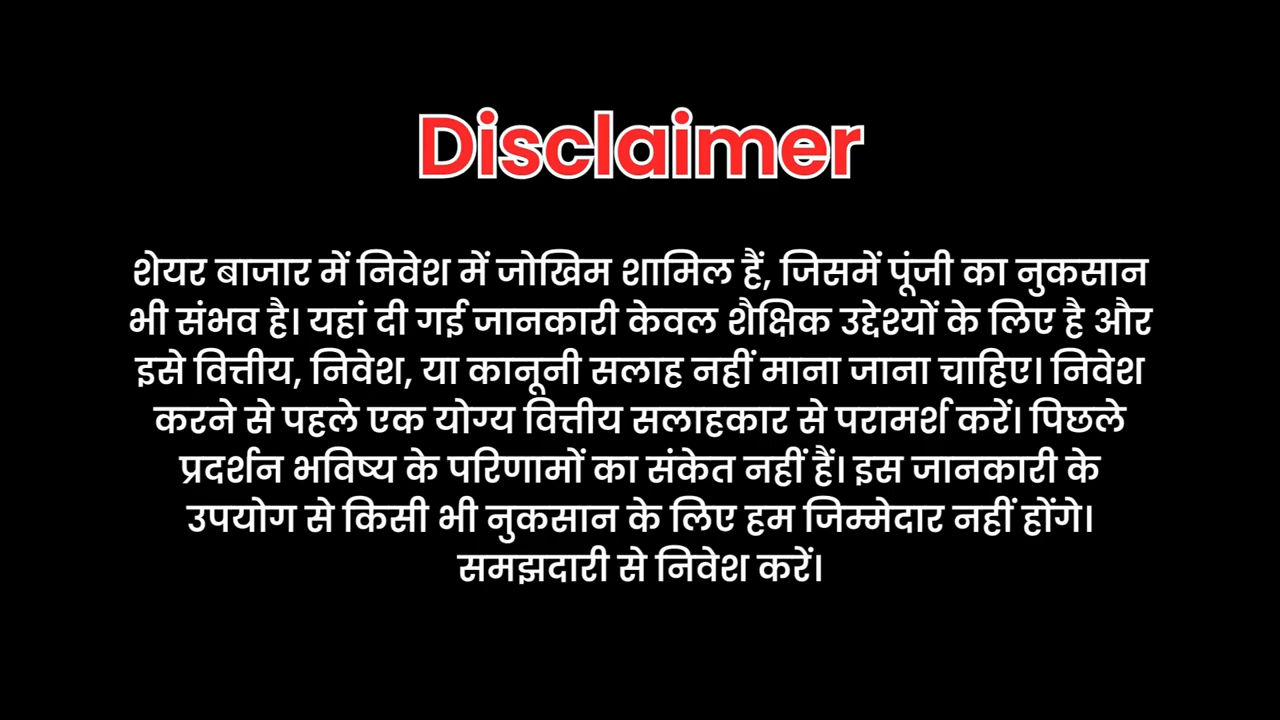 Disclaimer
शेयर बाजार में निवेश में जोखिम शामिल हैं, जिसमें पूंजी का नुकसान
भी संभव है। यहां दी गई जानकारी केवल शैक्षिक उद्देश्यों के लिए है और
इसे वित्तीय, निवेश, या कानूनी सलाह नहीं माना जाना चाहिए। निवेश
करने से पहले एक योग्य वित्तीय सलाहकार से परामर्श करें। पिछले
प्रदर्शन भविष्य के परिणामों का संकेत नहीं हैं। इस जानकारी के
उपयोग से किसी भी नुकसान के लिए हम जिम्मेदार नहीं होंगे।
समझदारी से निवेश करें।